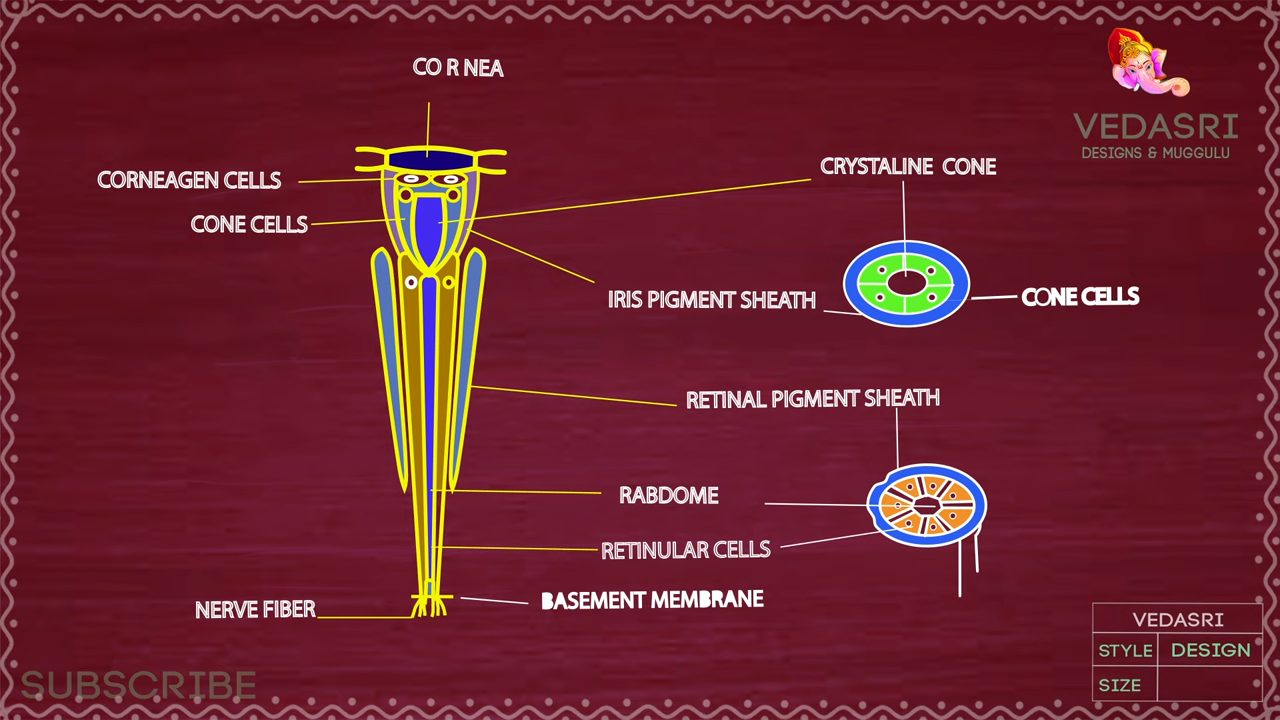 CO R NEA
VEDASRI
DESIGNS & MUGGULU
CORNEAGEN CELLS
CRYSTALINE CONE
CONE CELLS
IRIS PIGMENT SHEATH
CONE CELLS
RETINAL PIGMENT SHEATH
RABDOME
RETINULAR CELLS
BASEMENT MEMBRANE
NERVE FIBER
VEDASRI
STYLE DESIGN
SIZE
SUBSCRIBE